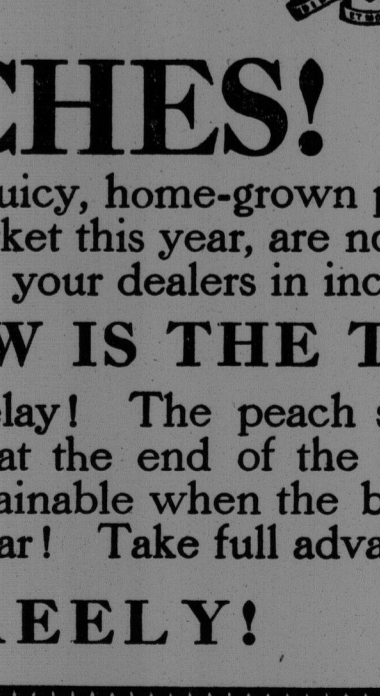 CHES!
uicy, home-grown p
ket this year, are no
your dealers in inc
W IS THE T
elay! The peach s
at the end of the
ainable when the b
ar! Take full adva
REELY!